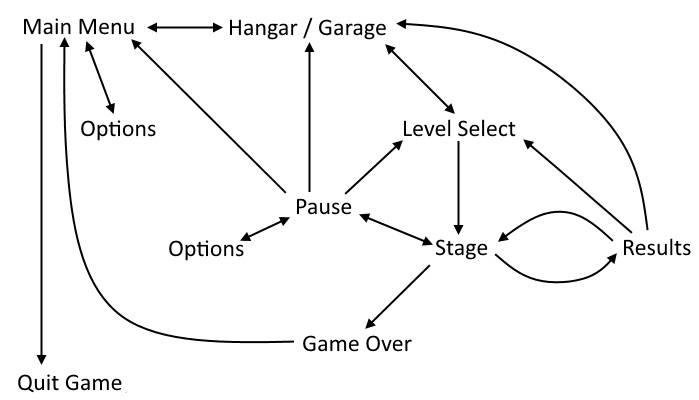 Main Menu
Hangar / Garage
Options
Level Select
Pause
Options
Stage
Results
Game Over
Quit Game